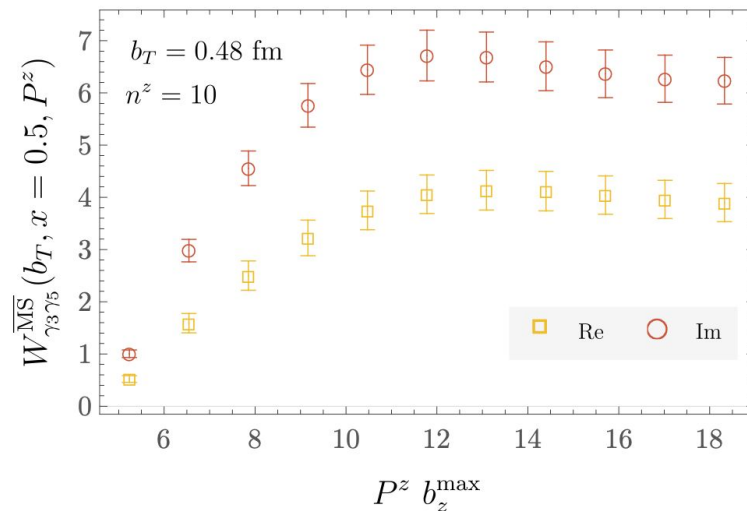 7
6
5
4
3
2
1
0
b_T = 0.48 fm
n^z = 10
W^{\overline{MS}}_{γ_3γ_5}(b_T, x = 0.5, P^z)
Re Im
6 8 10 12 14 16 18
P^z b_z^{max}